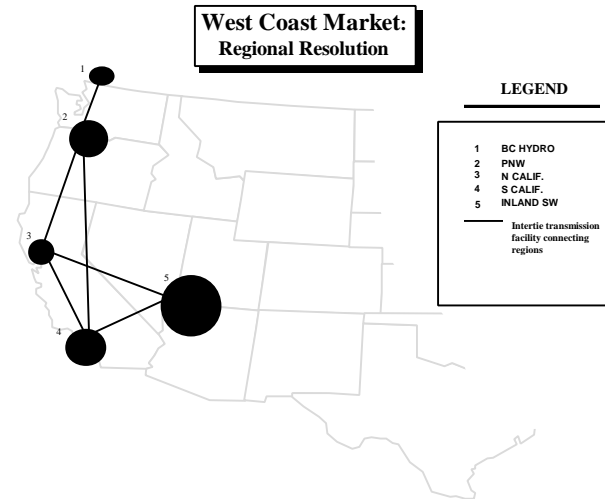 West Coast Market:
Regional Resolution
1
2
3
4
5
LEGEND
1 BC HYDRO
2 PNW
3 N CALIF.
4 S CALIF.
5 INLAND SW
Intertie transmission
facility connecting
regions